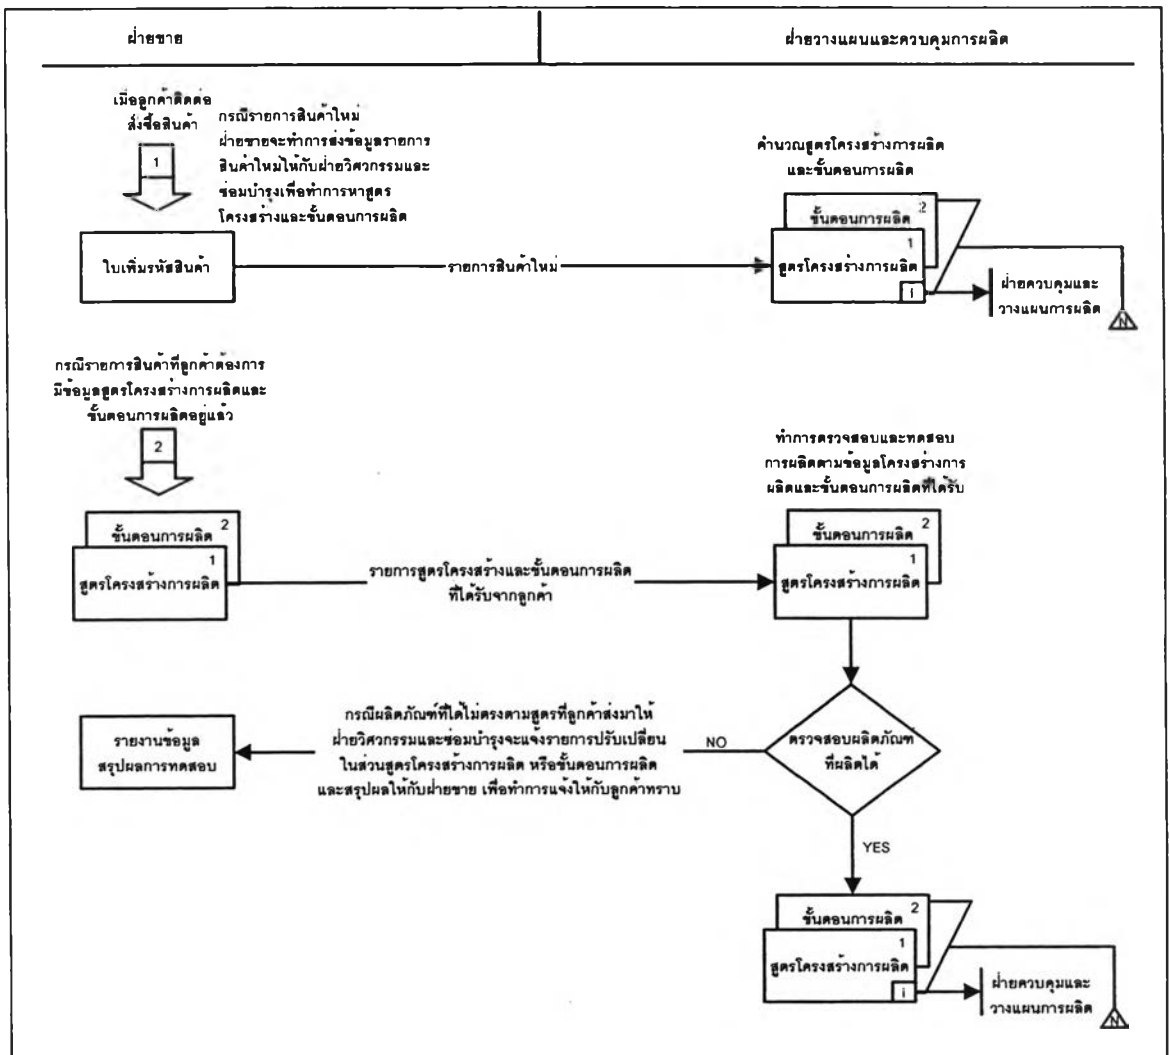 ฝ่ายขาย
ฝ่ายวางแผนและควบคุมการผลิต
เมื่อลูกค้าติดต่อ
สั่งซื้อสินค้า
1
กรณีรายการสินค้าใหม่
ฝ่ายขายจะทำการส่งข้อมูลรายการ
สินค้าใหม่ให้กับฝ่ายวิศวกรรมและ
ซ่อมบำรุงเพื่อทำการหาสูตร
โครงสร้างและขั้นตอนการผลิต
คำนวณสูตรโครงสร้างการผลิต
และขั้นตอนการผลิต
ใบเพิ่มรหัสสินค้า
รายการสินค้าใหม่
ขั้นตอนการผลิต 2
1
สูตรโครงสร้างการผลิต
i
ฝ่ายควบคุมและ
วางแผนการผลิต
N
กรณีรายการสินค้าที่ลูกค้าต้องการ
มีข้อมูลสูตรโครงสร้างการผลิตและ
ขั้นตอนการผลิตอยู่แล้ว
2
ทำการตรวจสอบและทดสอบ
การผลิตตามข้อมูลโครงสร้างการ
ผลิตและขั้นตอนการผลิตที่ได้รับ
ขั้นตอนการผลิต 2
1
สูตรโครงสร้างการผลิต
รายการสูตรโครงสร้างและขั้นตอนการผลิต
ที่ได้รับจากลูกค้า
ขั้นตอนการผลิต 2
1
สูตรโครงสร้างการผลิต
รายงานข้อมูล
สรุปผลการทดสอบ
กรณีผลิตภัณฑ์ที่ได้ไม่ตรงตามสูตรที่ลูกค้าส่งมาให้
ฝ่ายวิศวกรรมและซ่อมบำรุงจะแจ้งรายการปรับเปลี่ยน
ในส่วนสูตรโครงสร้างการผลิต หรือขั้นตอนการผลิต
และสรุปผลให้กับฝ่ายขาย เพื่อทำการแจ้งให้กับลูกค้าทราบ
NO
ตรวจสอบผลิตภัณฑ์
ที่ผลิตได้
YES
ขั้นตอนการผลิต 2
1
สูตรโครงสร้างการผลิต
i
ฝ่ายควบคุมและ
วางแผนการผลิต
N